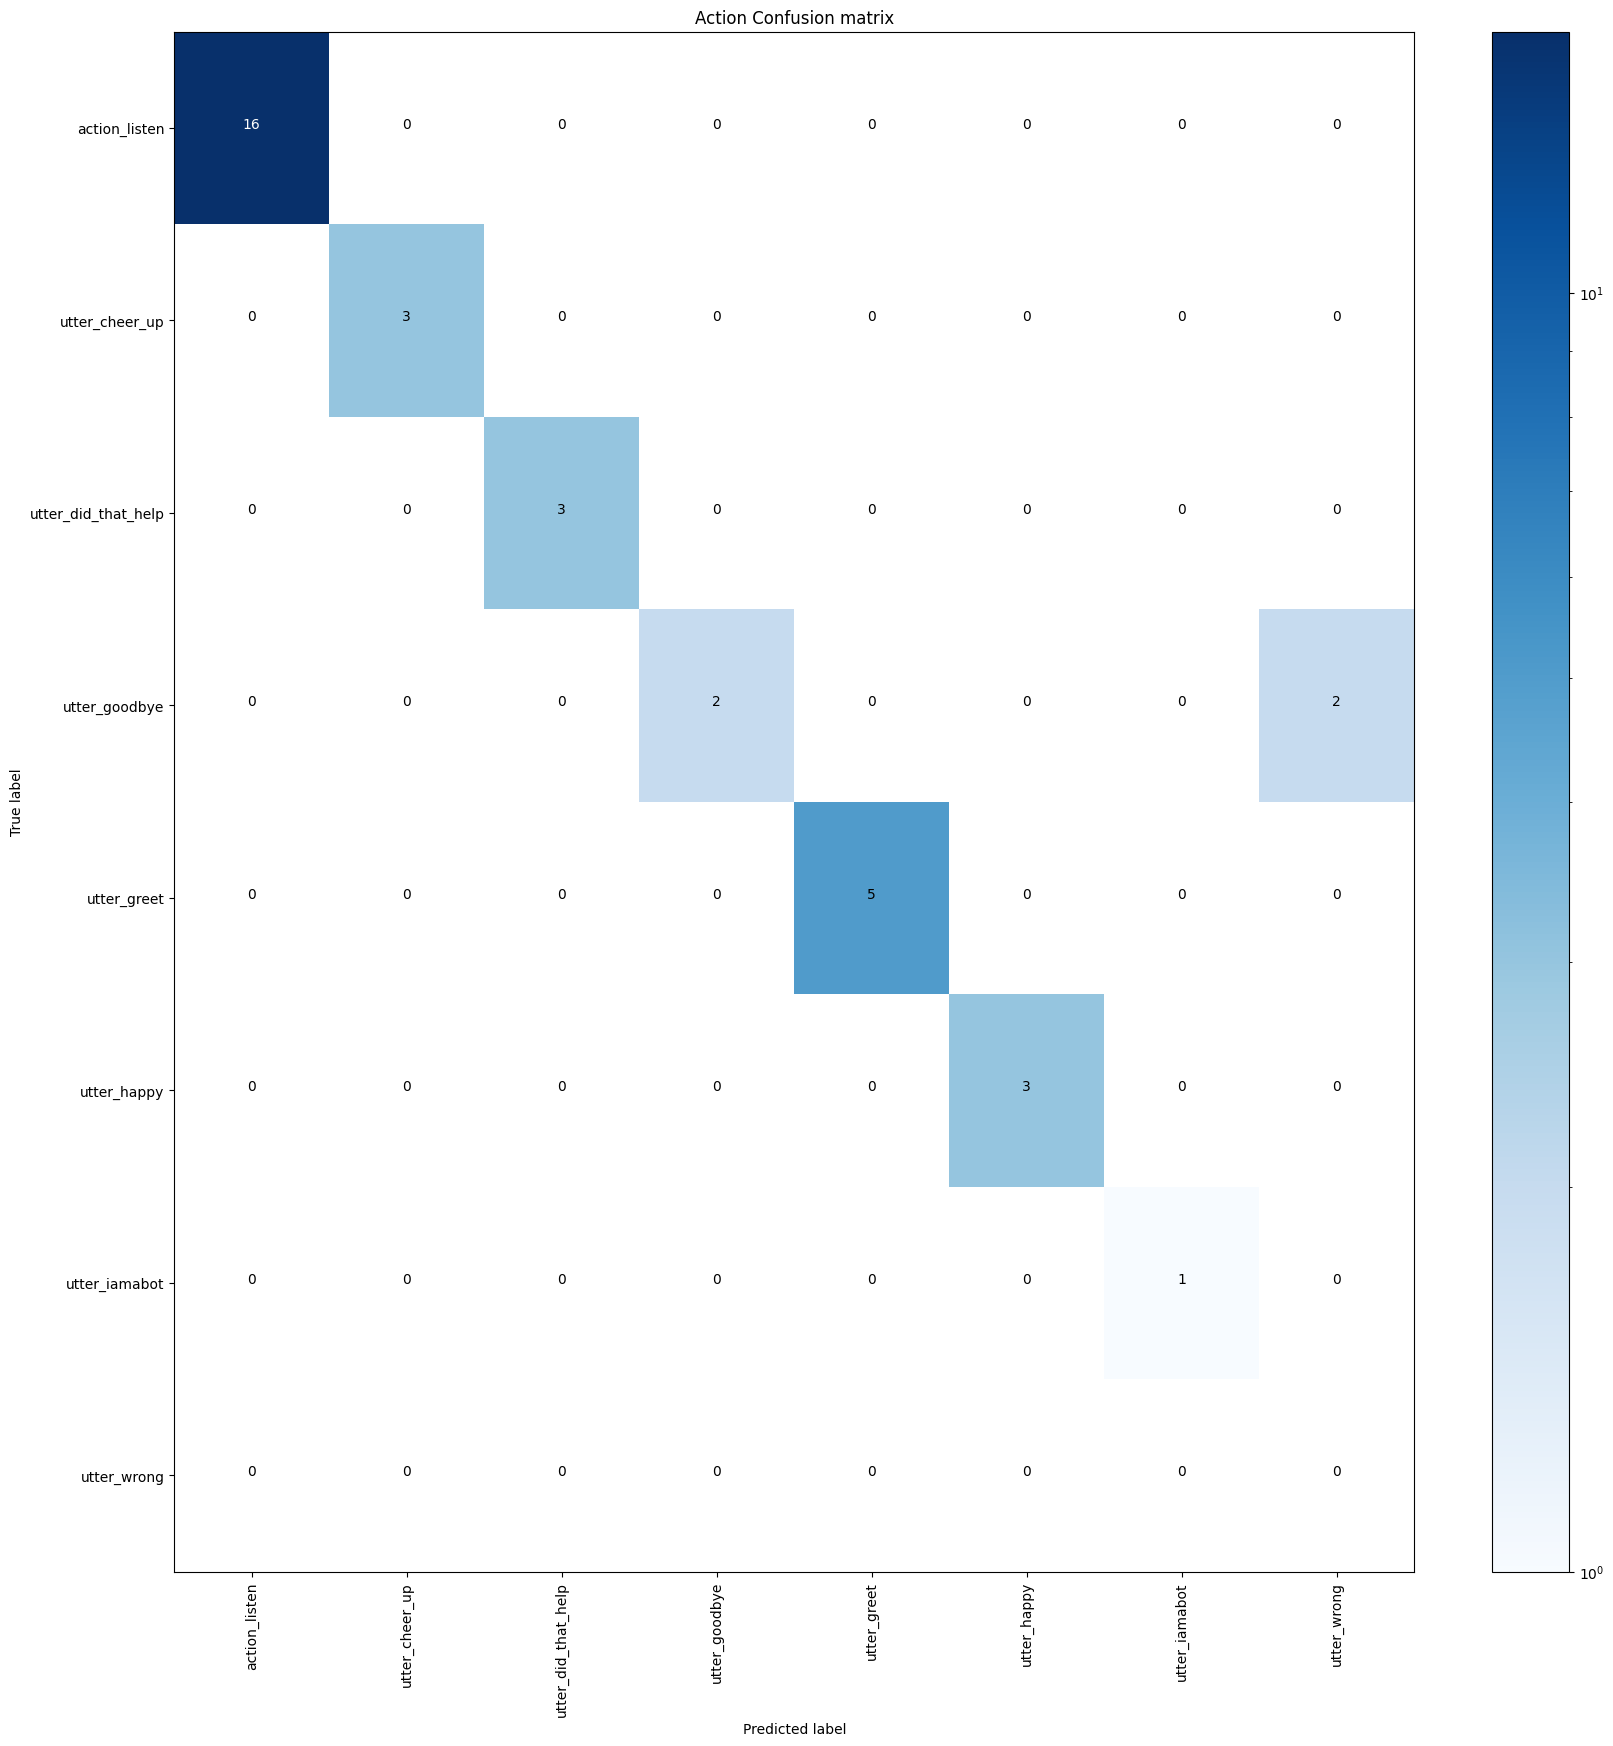 Action Confusion matrix
action_listen 16 0 0 0 0 0 0 0
utter_cheer_up 0 3 0 0 0 0 0 0
utter_did_that_help 0 0 3 0 0 0 0 0
utter_goodbye 0 0 0 2 0 0 0 2
utter_greet 0 0 0 0 5 0 0 0
utter_happy 0 0 0 0 0 3 0 0
utter_iamabot 0 0 0 0 0 0 1 0
utter_wrong 0 0 0 0 0 0 0 0
True label
action_listen
utter_cheer_up
utter_did_that_help
utter_goodbye
utter_greet
utter_happy
utter_iamabot
utter_wrong
Predicted label
10¹
10⁰